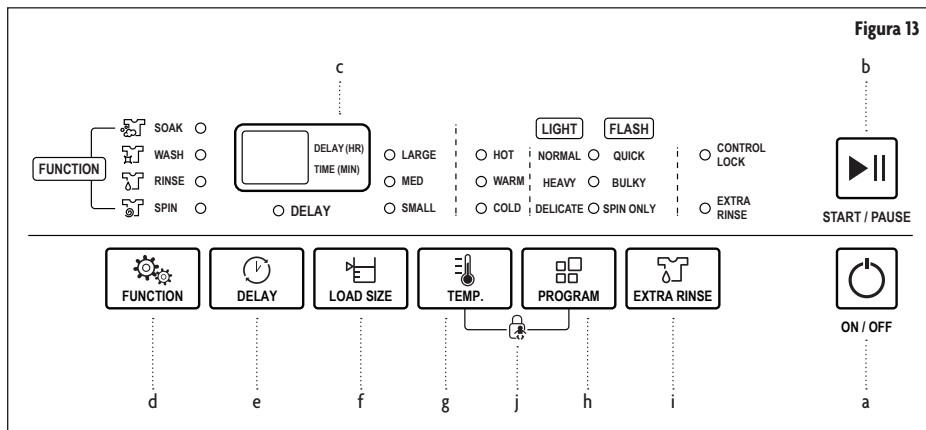 Figura 13
c
b
FUNCTION
SOAK
WASH
RINSE
SPIN
DELAY (HR)
TIME (MIN)
DELAY
LARGE
MED
SMALL
HOT
WARM
COLD
LIGHT FLASH
NORMAL QUICK
HEAVY BULKY
DELICATE SPIN ONLY
CONTROL
LOCK
EXTRA
RINSE
START / PAUSE
FUNCTION
DELAY
LOAD SIZE
TEMP.
PROGRAM
EXTRA RINSE
ON / OFF
d e f g j h i a